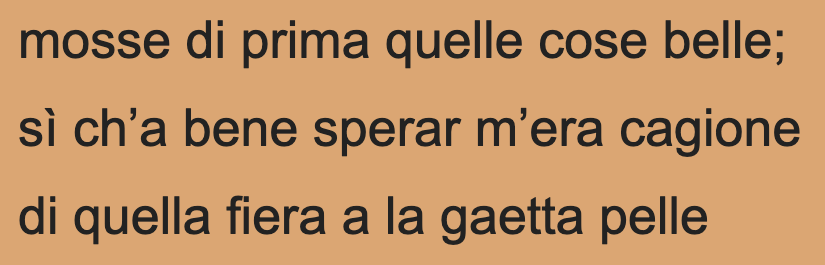 mosse di prima quelle cose belle;
sì ch’a bene sperar m’era cagione
di quella fiera a la gaetta pelle